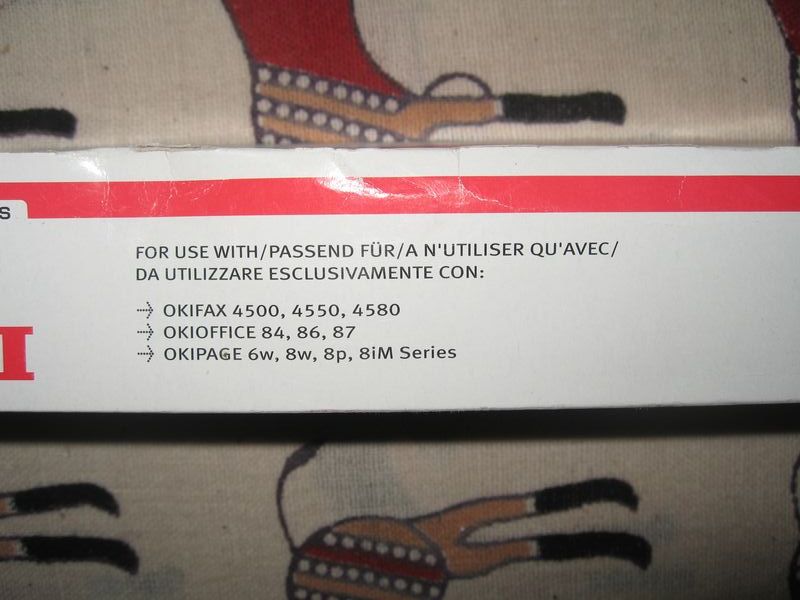 S
FOR USE WITH/PASSEND FÜR/A N'UTILISER QU'AVEC/
DA UTILIZZARE ESCLUSIVAMENTE CON:
OKIFAX 4500, 4550, 4580
OKIOFFICE 84, 86, 87
OKIPAGE 6w, 8w, 8p, 8iM Series
I